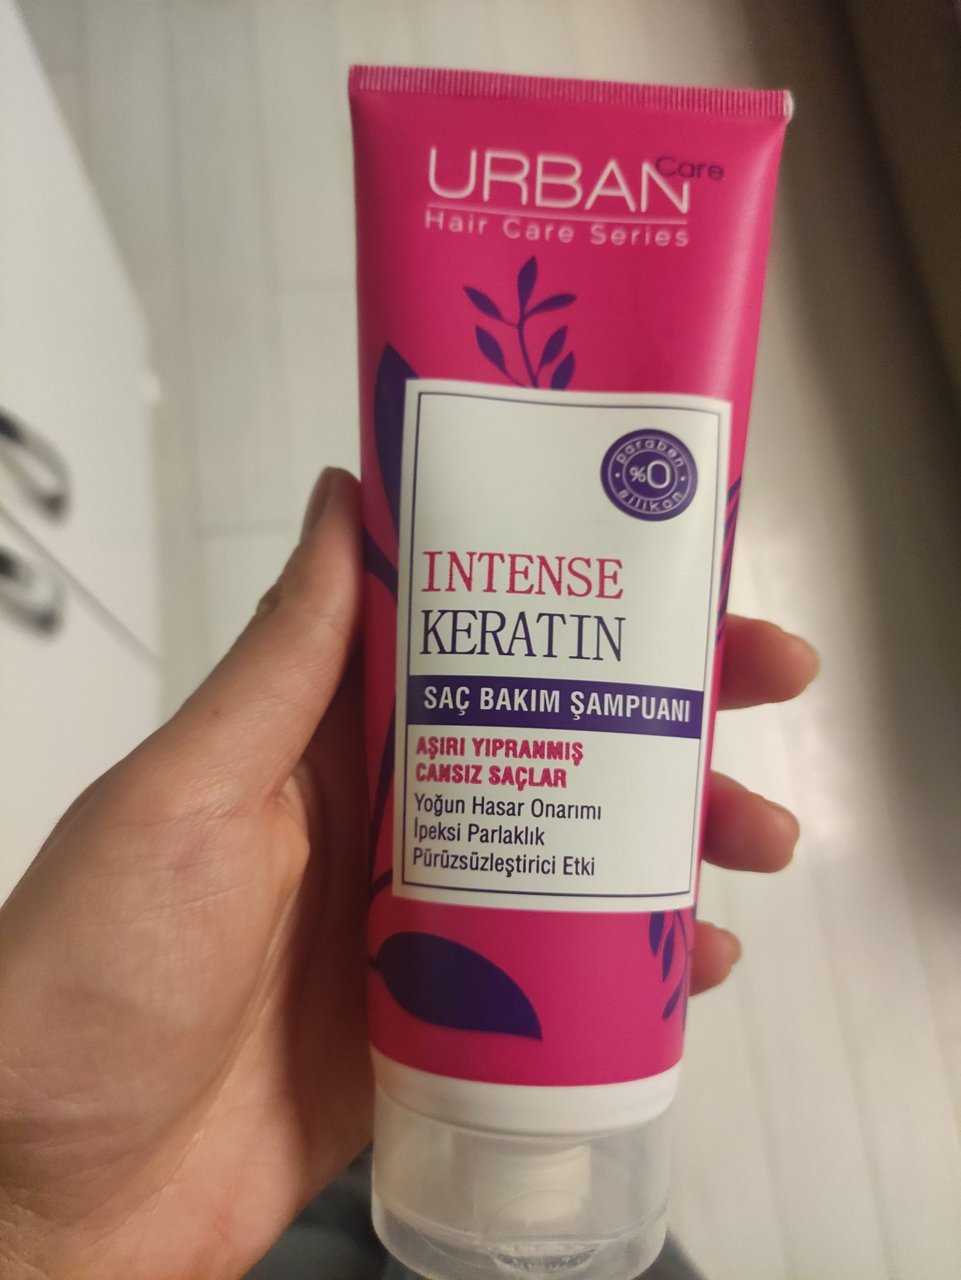 URBAN Care
Hair Care Series
paraben
%0
silikon
INTENSE
KERATIN
SAÇ BAKIM ŞAMPUANI
AŞIRI YIPRANMIŞ
CANSIZ SAÇLAR
Yoğun Hasar Onarımı
İpeksi Parlaklık
Pürüzsüzleştirici Etki